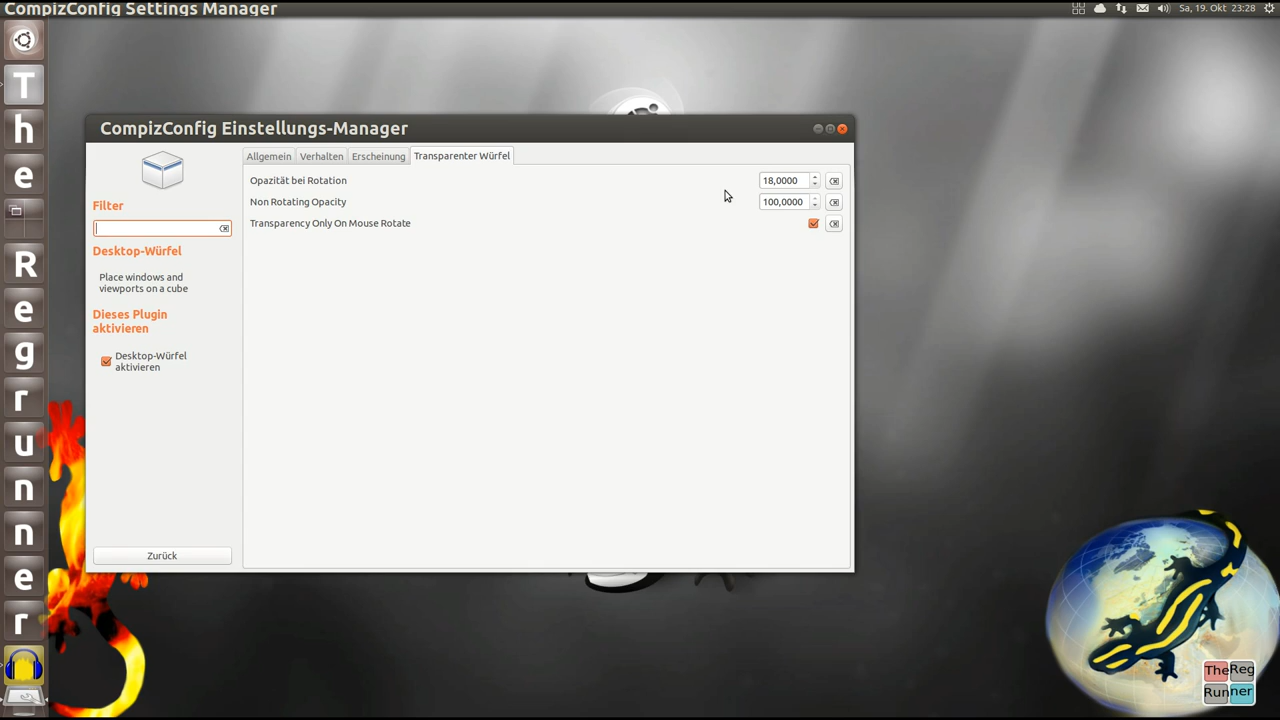 CompizConfig Settings Manager
Sa, 19. Okt 23:28
CompizConfig Einstellungs-Manager
Allgemein Verhalten Erscheinung Transparenter Würfel
Opazität bei Rotation 18,0000
Non Rotating Opacity 100,0000
Transparency Only On Mouse Rotate
Filter
Desktop-Würfel
Place windows and
viewports on a cube
Dieses Plugin
aktivieren
Desktop-Würfel
aktivieren
Zurück
T
h
e
R
e
g
r
u
n
n
e
r
TheReg
Runner